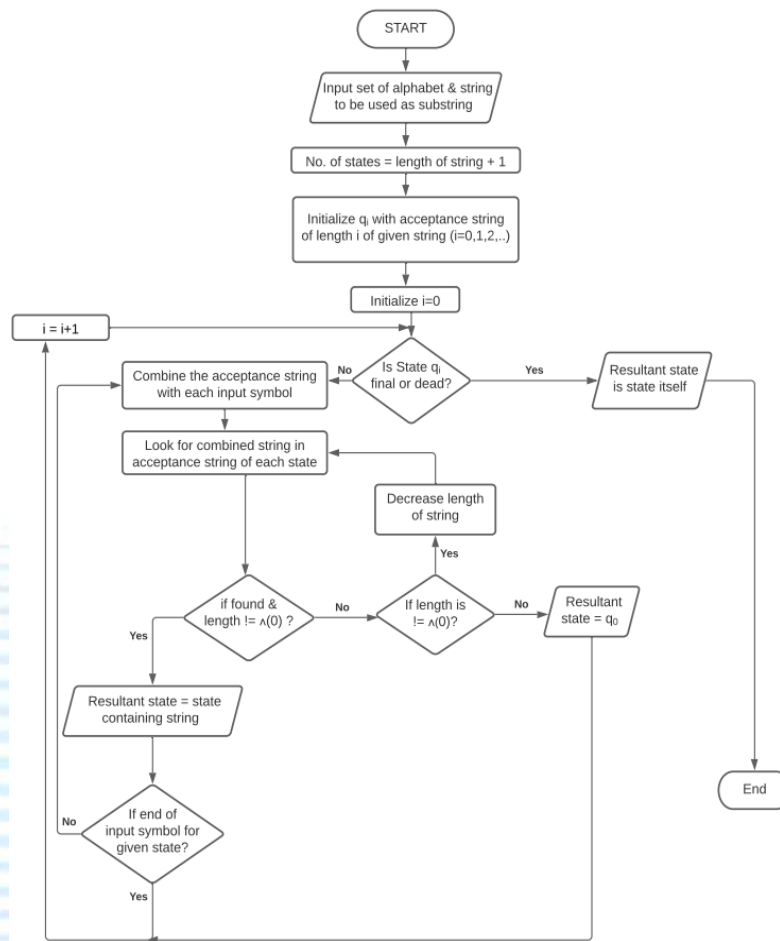 START
Input set of alphabet & string
to be used as substring
No. of states = length of string + 1
Initialize qi with acceptance string
of length i of given string (i=0,1,2,..)
Initialize i=0
i = i+1
Is State qi
final or dead?
No
Yes
Combine the acceptance string
with each input symbol
Resultant state
is state itself
Look for combined string in
acceptance string of each state
Decrease length
of string
Yes
if found &
length != ʌ(0) ?
No
If length is
!= ʌ(0)?
No
Resultant
state = q₀
Yes
Resultant state = state
containing string
If end of
input symbol for
given state?
No
Yes
End